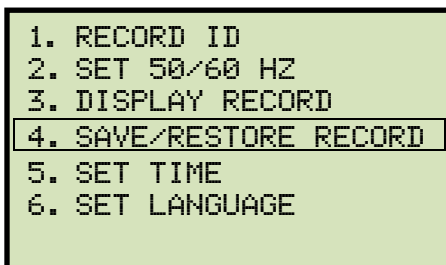 1. RECORD ID
2. SET 50/60 HZ
3. DISPLAY RECORD
4. SAVE/RESTORE RECORD
5. SET TIME
6. SET LANGUAGE